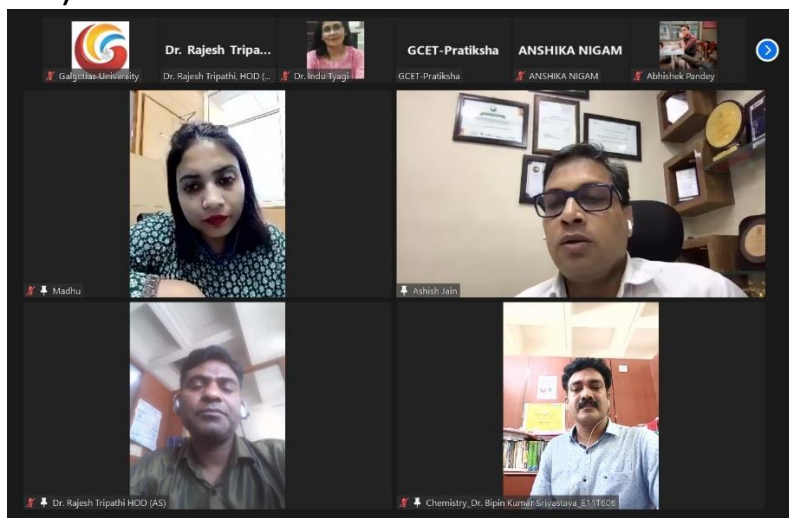 Dr. Rajesh Tripa...
GCET-Pratiksha
ANSHIKA NIGAM
Galgotias University
Dr. Rajesh Tripathi, HOD (...
Dr. Indu Tyagi
GCET-Pratiksha
ANSHIKA NIGAM
Abhishek Pandey
Madhu
Ashish Jain
Dr. Rajesh Tripathi HOD (AS)
Chemistry_Dr. Bipin Kumar Srivastava_E11T606